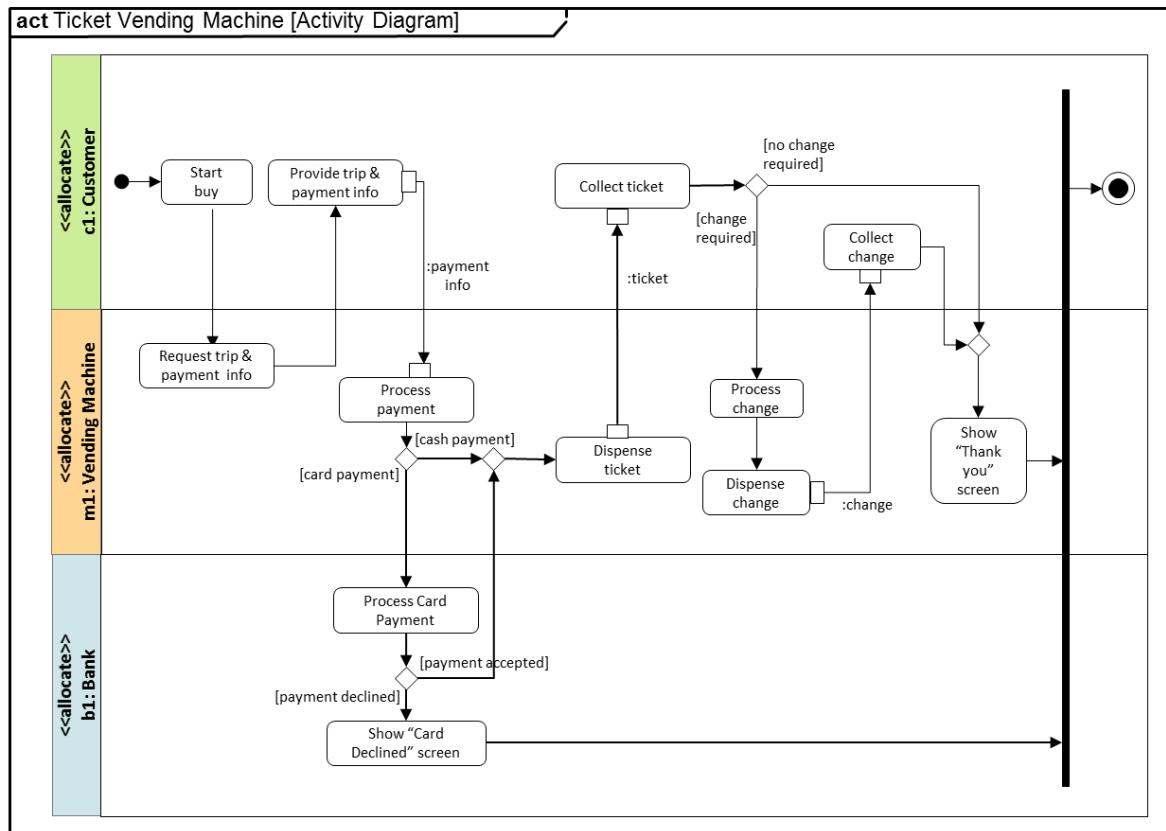 act Ticket Vending Machine [Activity Diagram]
<<allocate>>
c1: Customer
Start
buy
Provide trip &
payment info
:payment
info
Collect ticket
:ticket
[no change
required]
[change
required]
Collect
change
<<allocate>>
m1: Vending Machine
Request trip &
payment info
Process
payment
[cash payment]
[card payment]
Dispense
ticket
Process
change
Dispense
change
:change
Show
“Thank
you”
screen
<<allocate>>
b1: Bank
Process Card
Payment
[payment accepted]
[payment declined]
Show “Card
Declined” screen